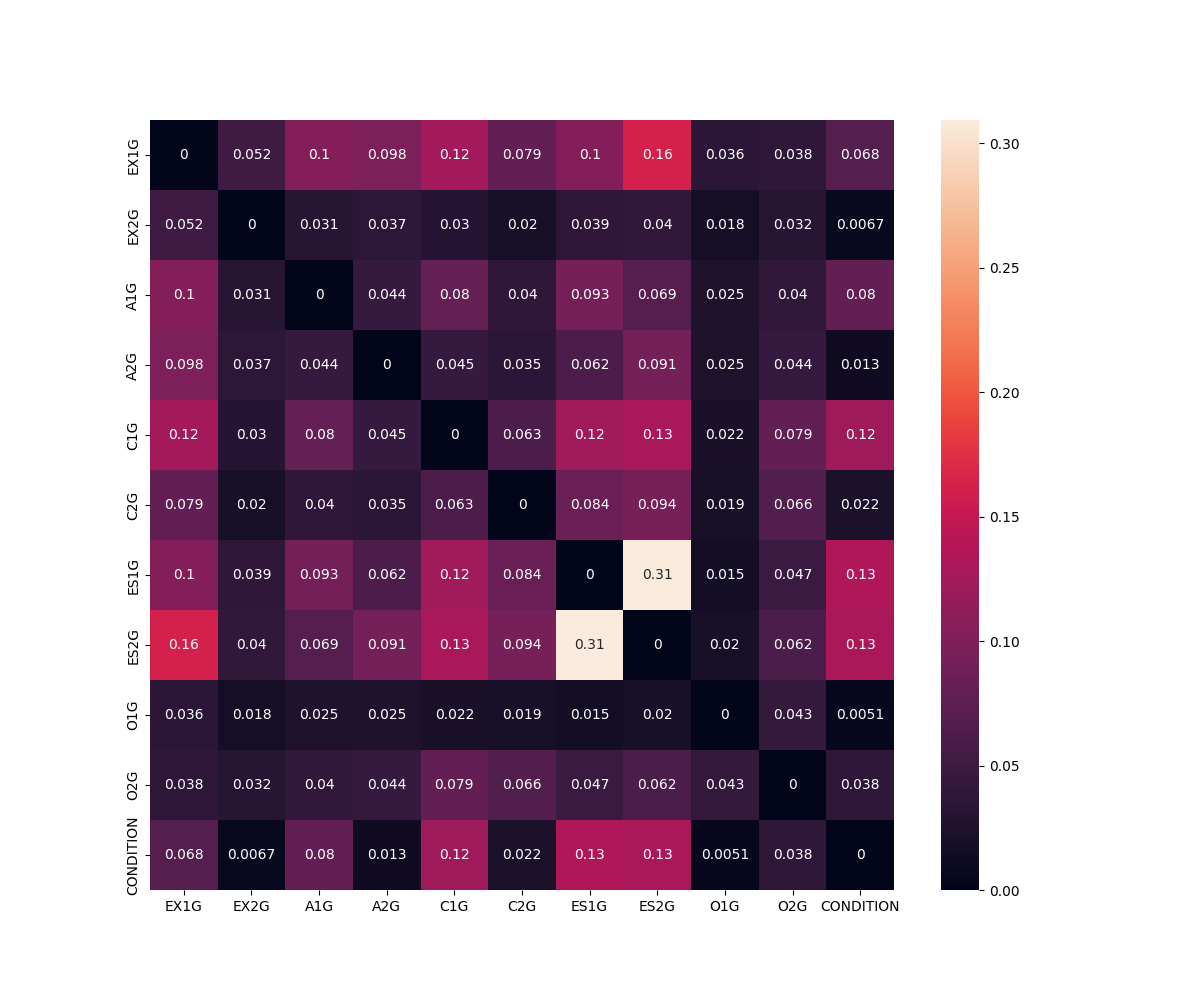 EX1G 0 0.052 0.1 0.098 0.12 0.079 0.1 0.16 0.036 0.038 0.068
EX2G 0.052 0 0.031 0.037 0.03 0.02 0.039 0.04 0.018 0.032 0.0067
A1G 0.1 0.031 0 0.044 0.08 0.04 0.093 0.069 0.025 0.04 0.08
A2G 0.098 0.037 0.044 0 0.045 0.035 0.062 0.091 0.025 0.044 0.013
C1G 0.12 0.03 0.08 0.045 0 0.063 0.12 0.13 0.022 0.079 0.12
C2G 0.079 0.02 0.04 0.035 0.063 0 0.084 0.094 0.019 0.066 0.022
ES1G 0.1 0.039 0.093 0.062 0.12 0.084 0 0.31 0.015 0.047 0.13
ES2G 0.16 0.04 0.069 0.091 0.13 0.094 0.31 0 0.02 0.062 0.13
O1G 0.036 0.018 0.025 0.025 0.022 0.019 0.015 0.02 0 0.043 0.0051
O2G 0.038 0.032 0.04 0.044 0.079 0.066 0.047 0.062 0.043 0 0.038
CONDITION 0.068 0.0067 0.08 0.013 0.12 0.022 0.13 0.13 0.0051 0.038 0
EX1G EX2G A1G A2G C1G C2G ES1G ES2G O1G O2G CONDITION
0.30
0.25
0.20
0.15
0.10
0.05
0.00